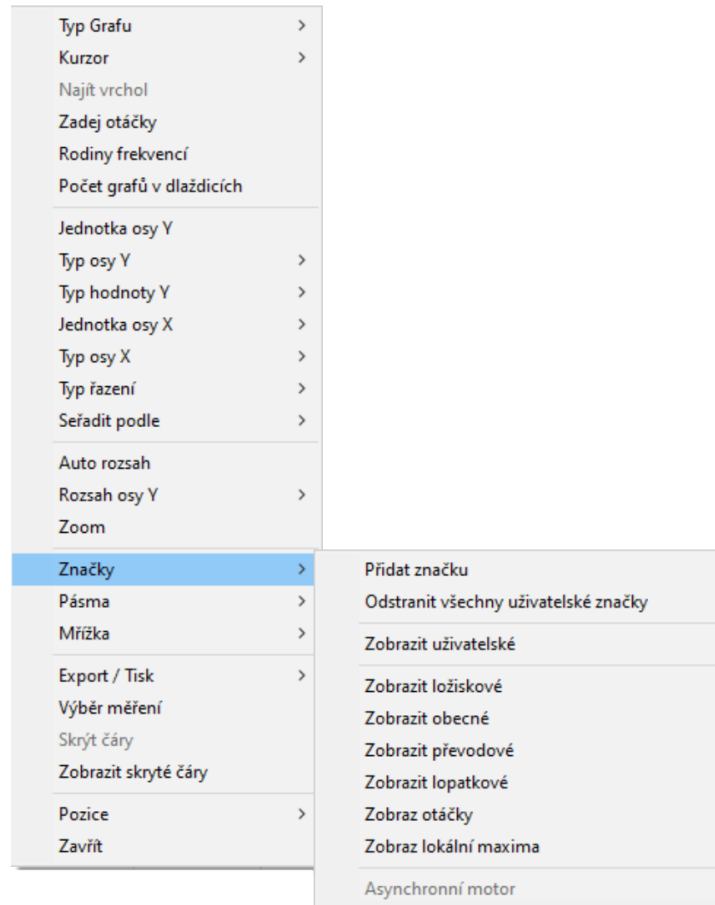 Typ Grafu
Kurzor
Najít vrchol
Zadej otáčky
Rodiny frekvencí
Počet grafů v dlaždicích
Jednotka osy Y
Typ osy Y
Typ hodnoty Y
Jednotka osy X
Typ osy X
Typ řazení
Seřadit podle
Auto rozsah
Rozsah osy Y
Zoom
Značky
Pásma
Mřížka
Export / Tisk
Výběr měření
Skrýt čáry
Zobrazit skryté čáry
Pozice
Zavřít
Přidat značku
Odstranit všechny uživatelské značky
Zobrazit uživatelské
Zobrazit ložiskové
Zobrazit obecné
Zobrazit převodové
Zobrazit lopatkové
Zobraz otáčky
Zobraz lokální maxima
Asynchronní motor